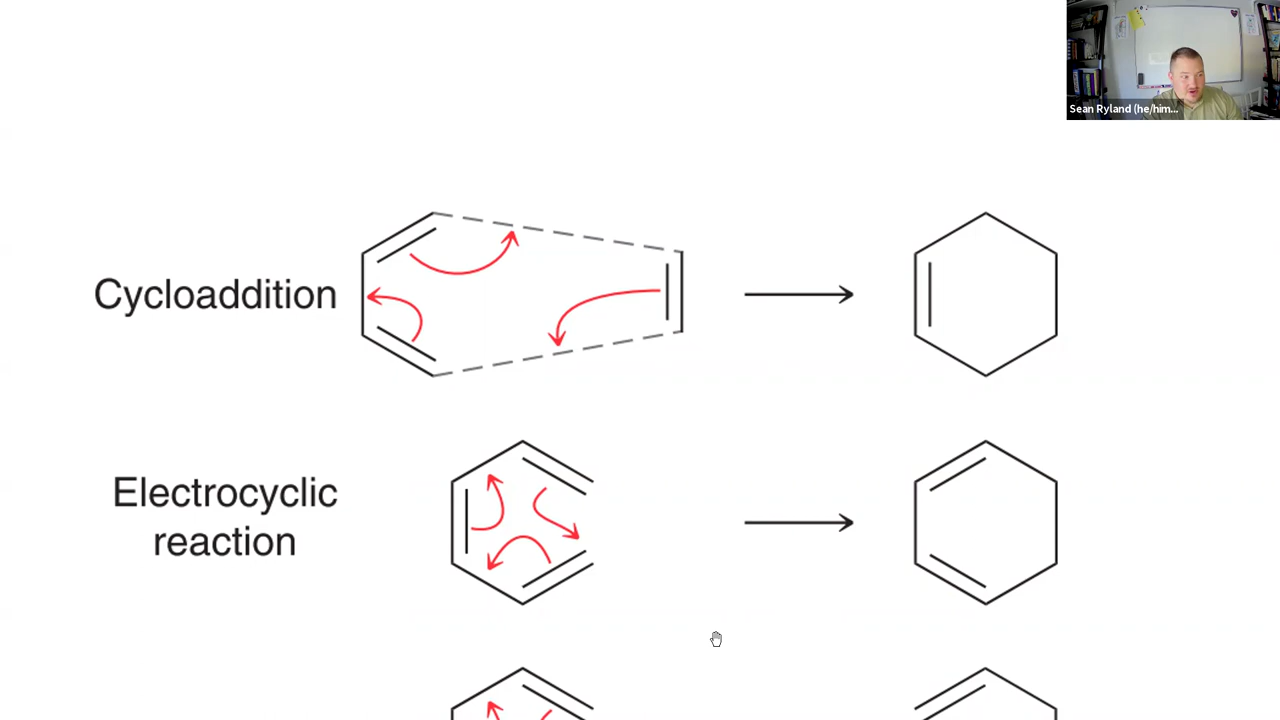 Sean Ryland (he/him...
Cycloaddition
Electrocyclic
reaction